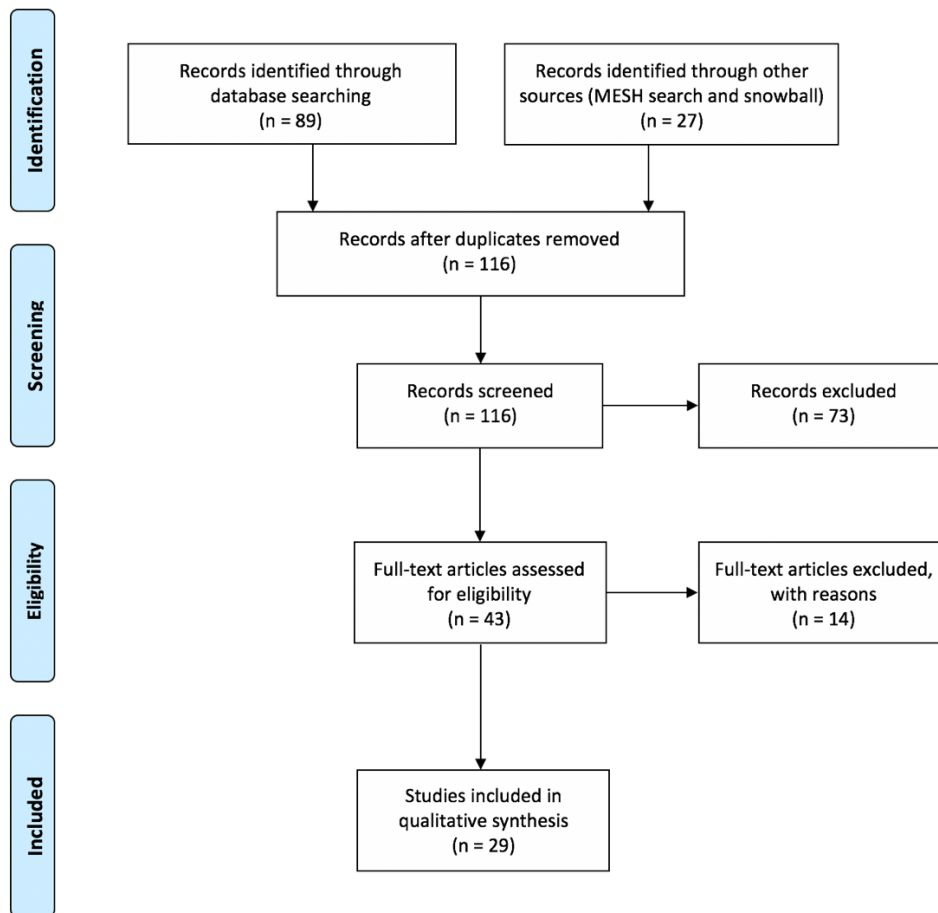 Identification
Records identified through
database searching
(n = 89)
Records identified through other
sources (MESH search and snowball)
(n = 27)
Records after duplicates removed
(n = 116)
Screening
Records screened
(n = 116)
Records excluded
(n = 73)
Eligibility
Full-text articles assessed
for eligibility
(n = 43)
Full-text articles excluded,
with reasons
(n = 14)
Included
Studies included in
qualitative synthesis
(n = 29)